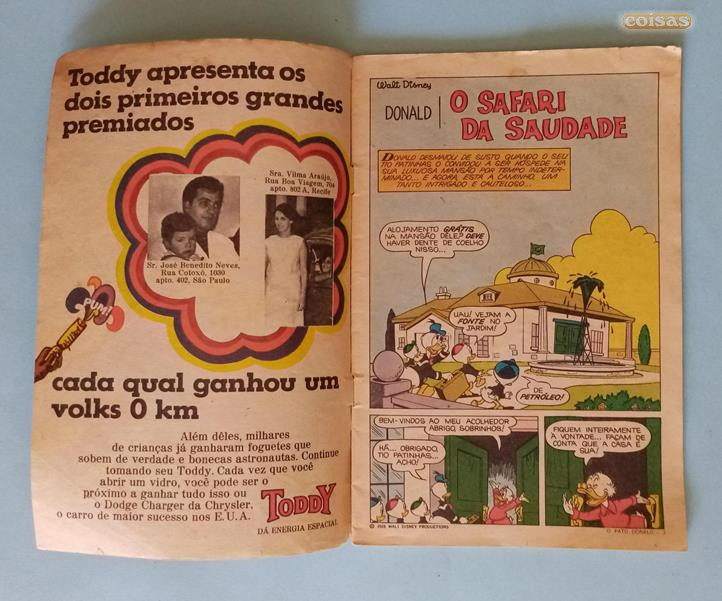 coisas
Toddy apresenta os
dois primeiros grandes
premiados
Sra. Vilma Araújo,
Rua Boa Viagem, 704
apto. 802 A, Recife
Sr. José Benedito Neves,
Rua Cotoxó, 1030
apto. 402, São Paulo
PUM!
cada qual ganhou um
volks 0 km
Além dêles, milhares
de crianças já ganharam foguetes que
sobem de verdade e bonecas astronautas. Continue
tomando seu Toddy. Cada vez que você
abrir um vidro, você pode ser o
próximo a ganhar tudo isso ou
o Dodge Charger da Chrysler,
o carro de maior sucesso nos E.U.A.
TODDY
DÁ ENERGIA ESPACIAL
Walt Disney
DONALD
O SAFARI
DA SAUDADE
DONALD DESMAIOU DE SUSTO QUANDO O SEU
TIO PATINHAS O CONVIDOU A SER HÓSPEDE NA
SUA LUXUOSA MANSÃO POR TEMPO INDETER-
MINADO... E AGORA ESTÁ A CAMINHO, UM
TANTO INTRIGADO E CAUTELOSO...
ALOJAMENTO GRÁTIS
NA MANSÃO DÊLE? DEVE
HAVER DENTE DE COELHO
NISSO...
UAU! VEJAM A
FONTE NO
JARDIM!
DE
PETRÓLEO!
BEM-VINDOS AO MEU ACOLHEDOR
ABRIGO, SOBRINHOS!
HÃ... OBRIGADO,
TIO PATINHAS...
ACHO!
FIQUEM INTEIRAMENTE
À VONTADE... FAÇAM DE
CONTA QUE A CASA É
SUA!
WALT DISNEY PRODUCTIONS
O PATO DONALD - 3